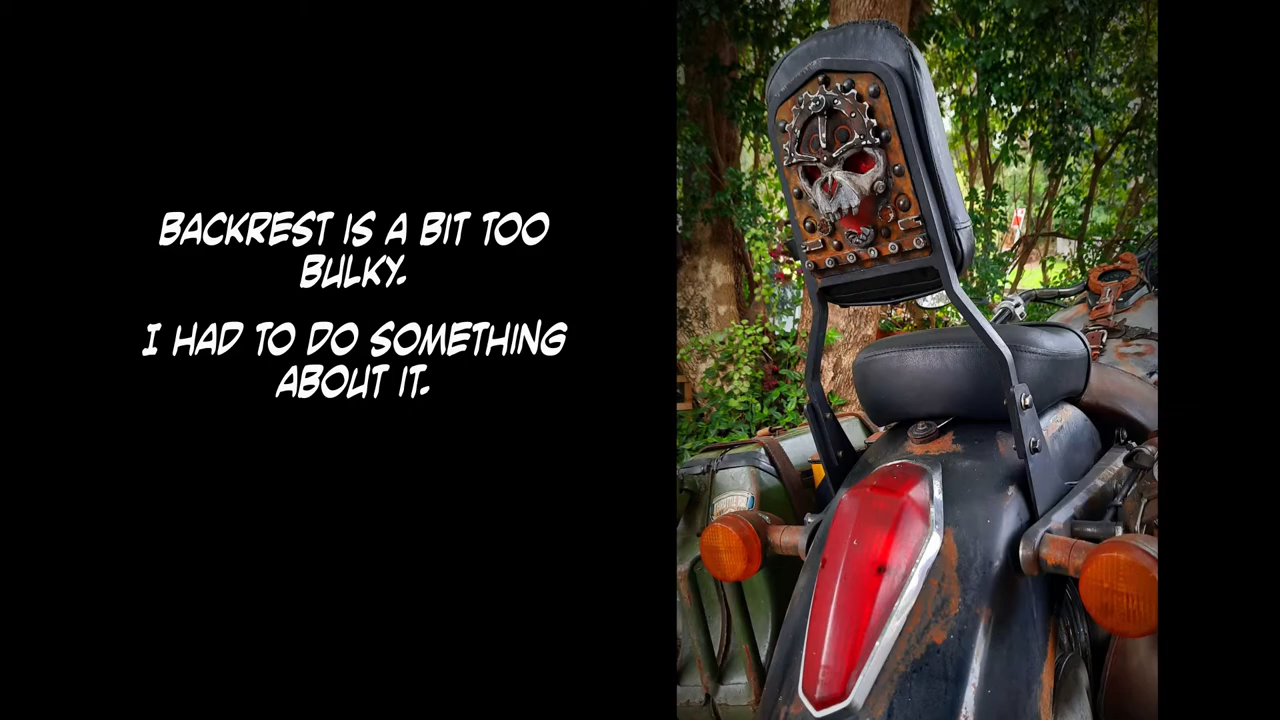 BACKREST IS A BIT TOO
BULKY.
I HAD TO DO SOMETHING
ABOUT IT.